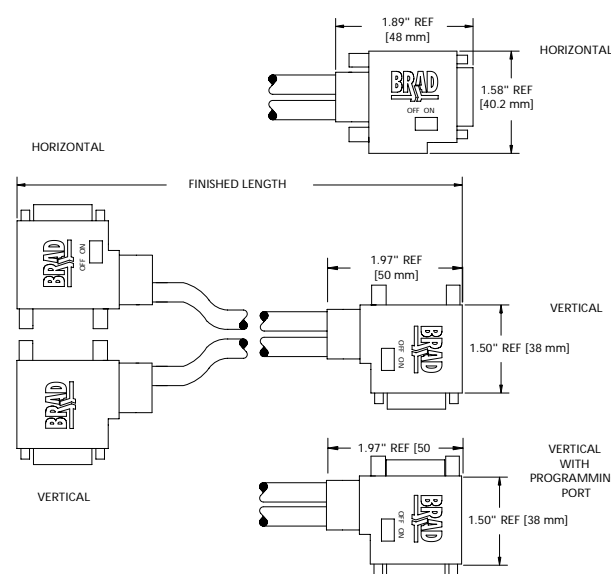 1.89" REF
[48 mm]
HORIZONTAL
BRAD
OFF ON
1.58" REF
[40.2 mm]
HORIZONTAL
FINISHED LENGTH
BRAD
OFF ON
1.97" REF
[50 mm]
VERTICAL
BRAD
OFF ON
1.50" REF [38 mm]
BRAD
VERTICAL
1.97" REF [50
VERTICAL
WITH
PROGRAMMIN
PORT
BRAD
OFF ON
1.50" REF [38 mm]